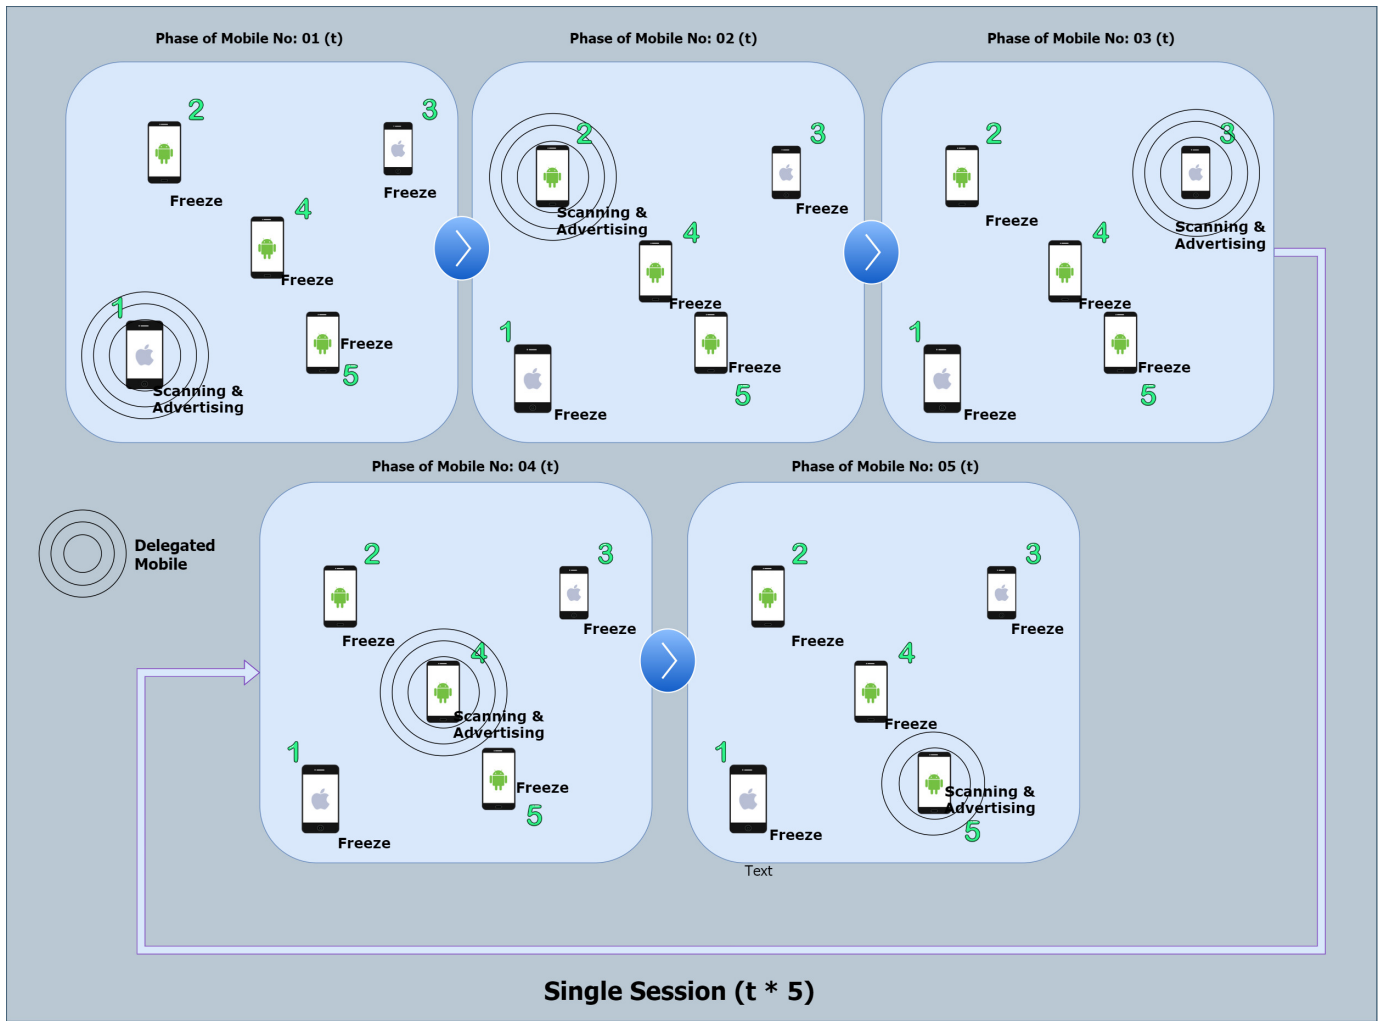 Phase of Mobile No: 01 (t)
2
3
Freeze
Freeze
4
Freeze
1
Freeze
5
Scanning &
Advertising
Phase of Mobile No: 02 (t)
2
3
Freeze
Scanning &
Advertising
4
Freeze
1
Freeze
5
Freeze
Phase of Mobile No: 03 (t)
2
3
Freeze
Scanning &
Advertising
4
Freeze
1
Freeze
5
Freeze
Phase of Mobile No: 04 (t)
2
3
Freeze
Freeze
4
Scanning &
Advertising
1
Freeze
5
Freeze
Phase of Mobile No: 05 (t)
2
3
Freeze
Freeze
4
Freeze
1
Scanning &
Advertising
5
Freeze
Text
Delegated
Mobile
Single Session (t * 5)